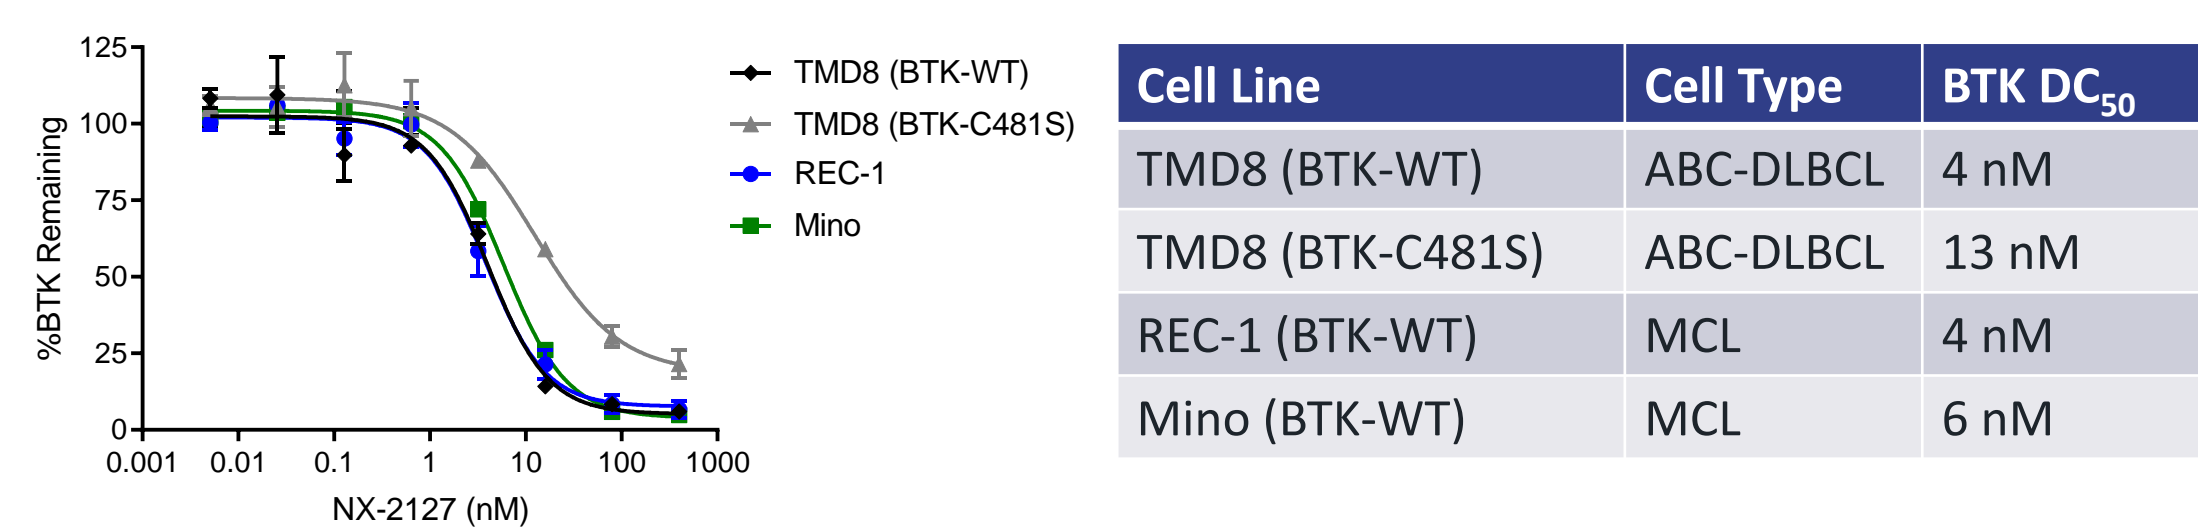 125
100
75
50
25
0
%BTK Remaining
0.001 0.01 0.1 1 10 100 1000
NX-2127 (nM)
TMD8 (BTK-WT)
TMD8 (BTK-C481S)
REC-1
Mino
Cell Line Cell Type BTK DC50
TMD8 (BTK-WT) ABC-DLBCL 4 nM
TMD8 (BTK-C481S) ABC-DLBCL 13 nM
REC-1 (BTK-WT) MCL 4 nM
Mino (BTK-WT) MCL 6 nM